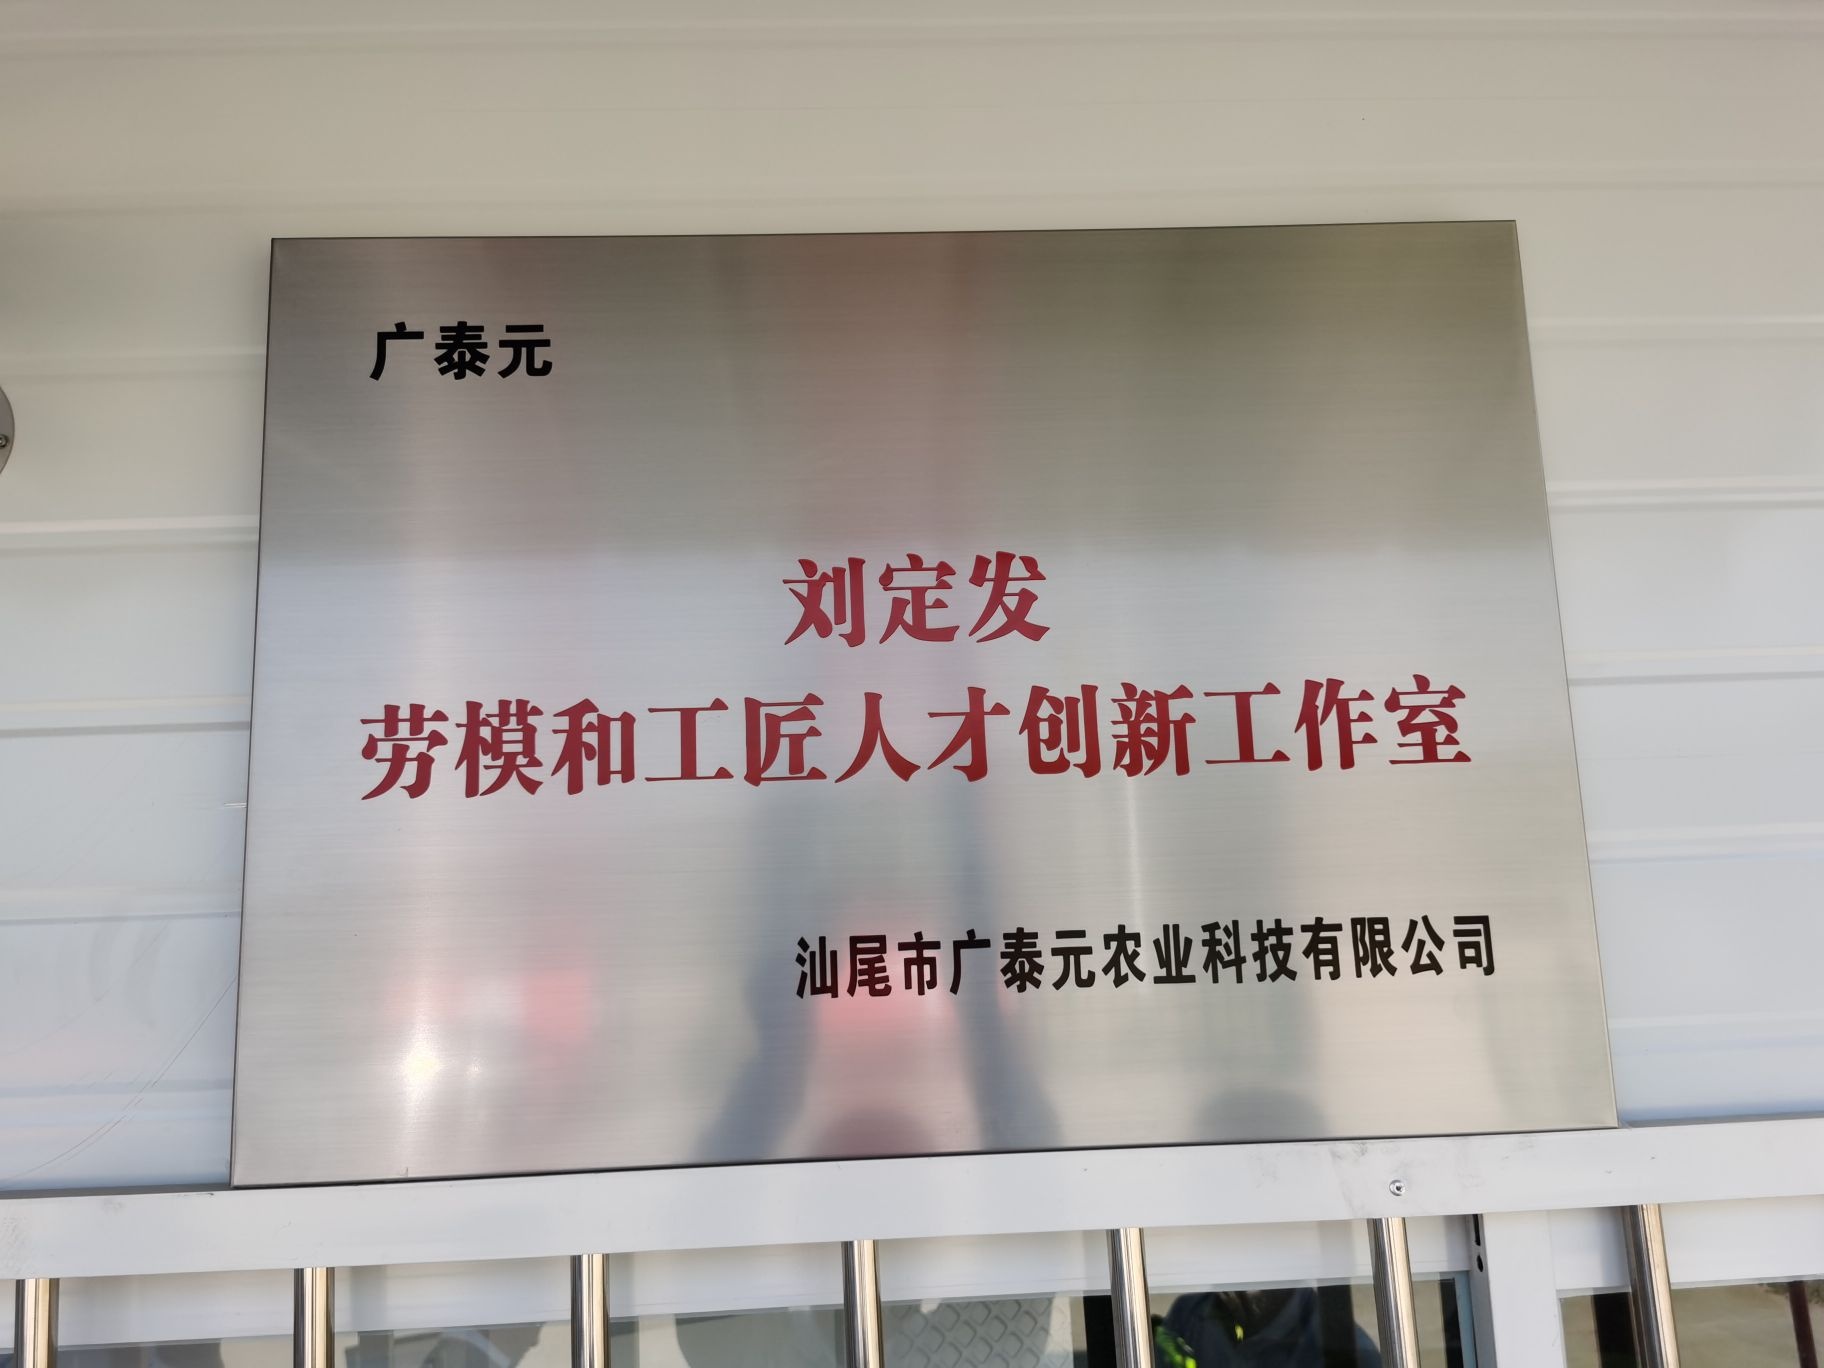 广泰元
刘定发
劳模和工匠人才创新工作室
汕尾市广泰元农业科技有限公司